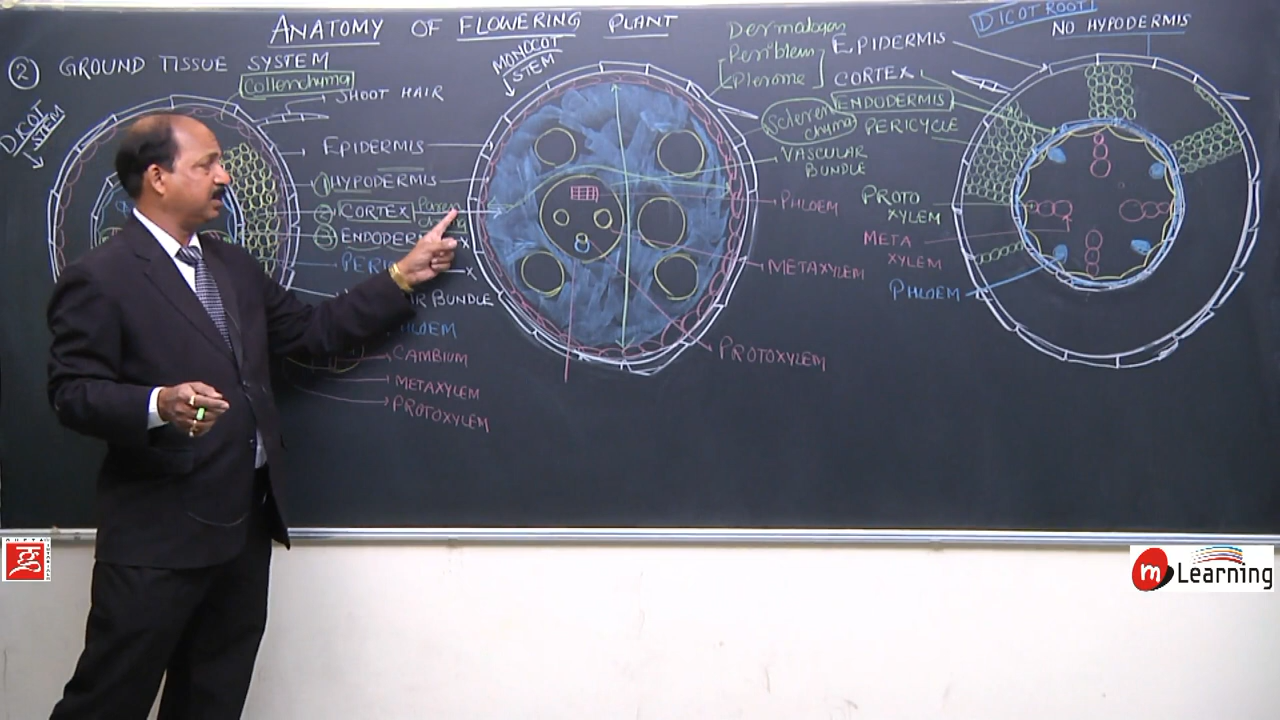 ANATOMY OF FLOWERING PLANT
② GROUND TISSUE SYSTEM
Collenchyma
DICOT
STEM
SHOOT HAIR
EPIDERMIS
① HYPODERMIS
② CORTEX
③
BUNDLE
CAMBIUM
METAXYLEM
PROTOXYLEM
MONOCOT
STEM
Dermatogen
Periblem
Plerome
VASCULAR
BUNDLE
PHLOEM
METAXYLEM
PROTOXYLEM
DICOT ROOT
NO HYPODERMIS
EPIDERMIS
CORTEX
ENDODERMIS
PERICYCLE
PROTO
XYLEM
META
XYLEM
PHLOEM
m Learning